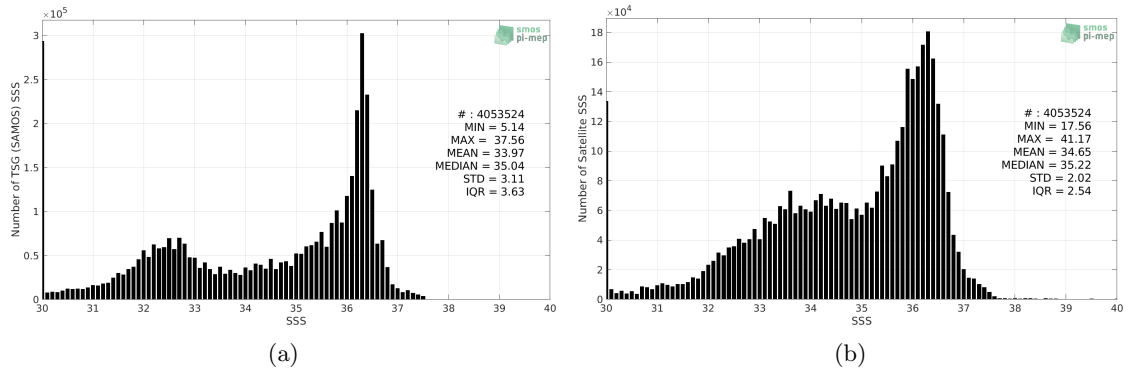 ×10⁵
smos
pi-mep
3
2.5
2
1.5
1
0.5
0
Number of TSG (SAMOS) SSS
# : 4053524
MIN = 5.14
MAX = 37.56
MEAN = 33.97
MEDIAN = 35.04
STD = 3.11
IQR = 3.63
30 31 32 33 34 35 36 37 38 39 40
SSS
(a)
×10⁴
smos
pi-mep
18
16
14
12
10
8
6
4
2
0
Number of Satellite SSS
# : 4053524
MIN = 17.56
MAX = 41.17
MEAN = 34.65
MEDIAN = 35.22
STD = 2.02
IQR = 2.54
30 31 32 33 34 35 36 37 38 39 40
SSS
(b)